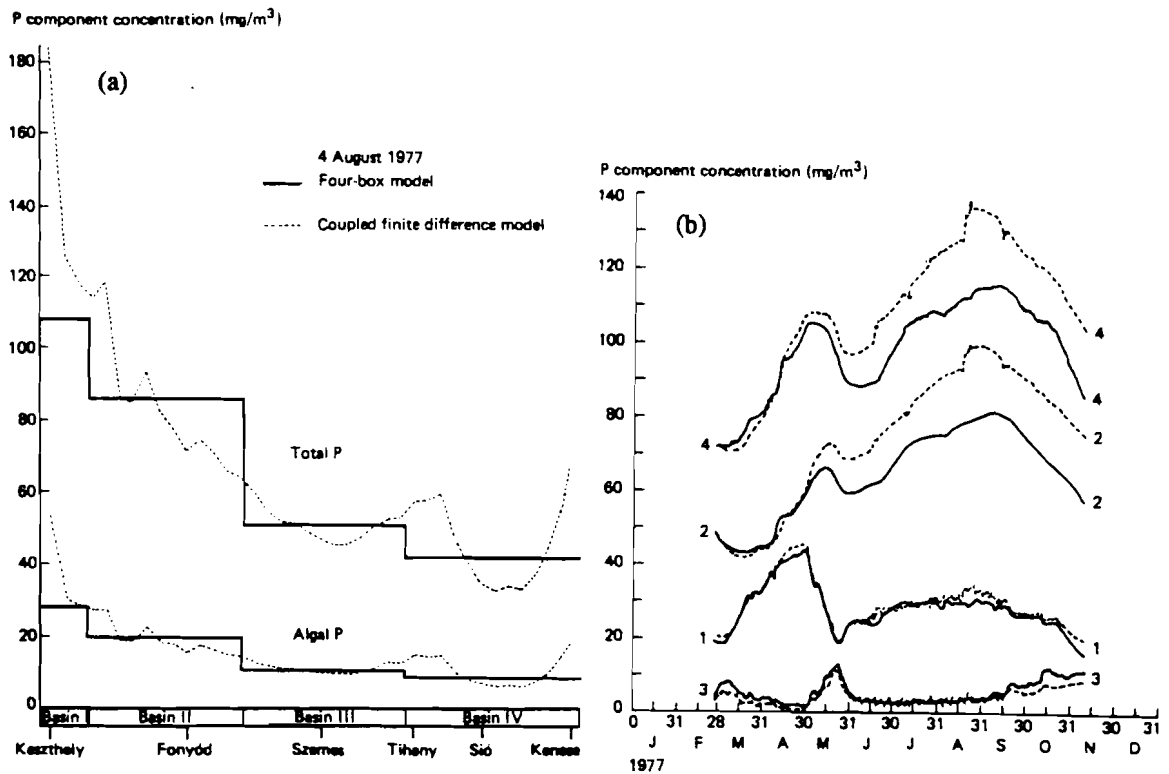 P component concentration (mg/m³)
180
160
140
120
100
80
60
40
20
0
(a)
4 August 1977
Four-box model
Coupled finite difference model
Total P
Algal P
Basin
Basin II
Basin III
Basin IV
Keszthely
Fonyód
Szemes
Tihany
Sió
Kenese
P component concentration (mg/m³)
140
120
100
80
60
40
20
0
(b)
4
4
4
2
2
2
1
1
3
3
0 31 28 31 30 31 30 31 31 30 31 30 31
J F M A M J J A S O N D
1977